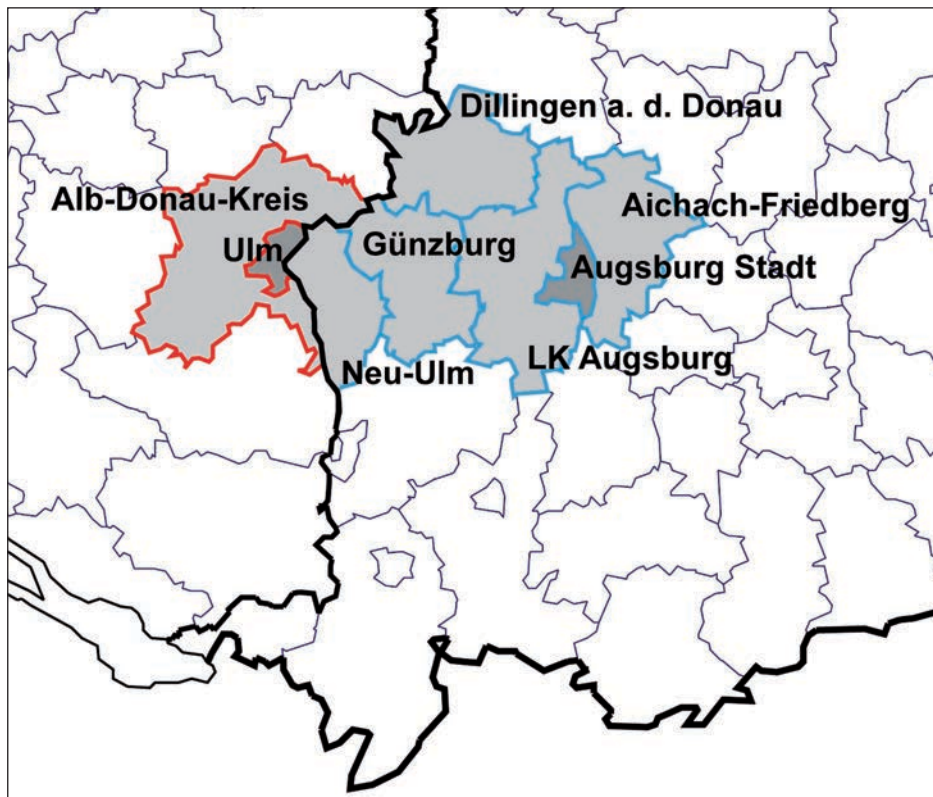 Dillingen a. d. Donau
Alb-Donau-Kreis
Aichach-Friedberg
Ulm
Günzburg
Augsburg Stadt
Neu-Ulm
LK Augsburg